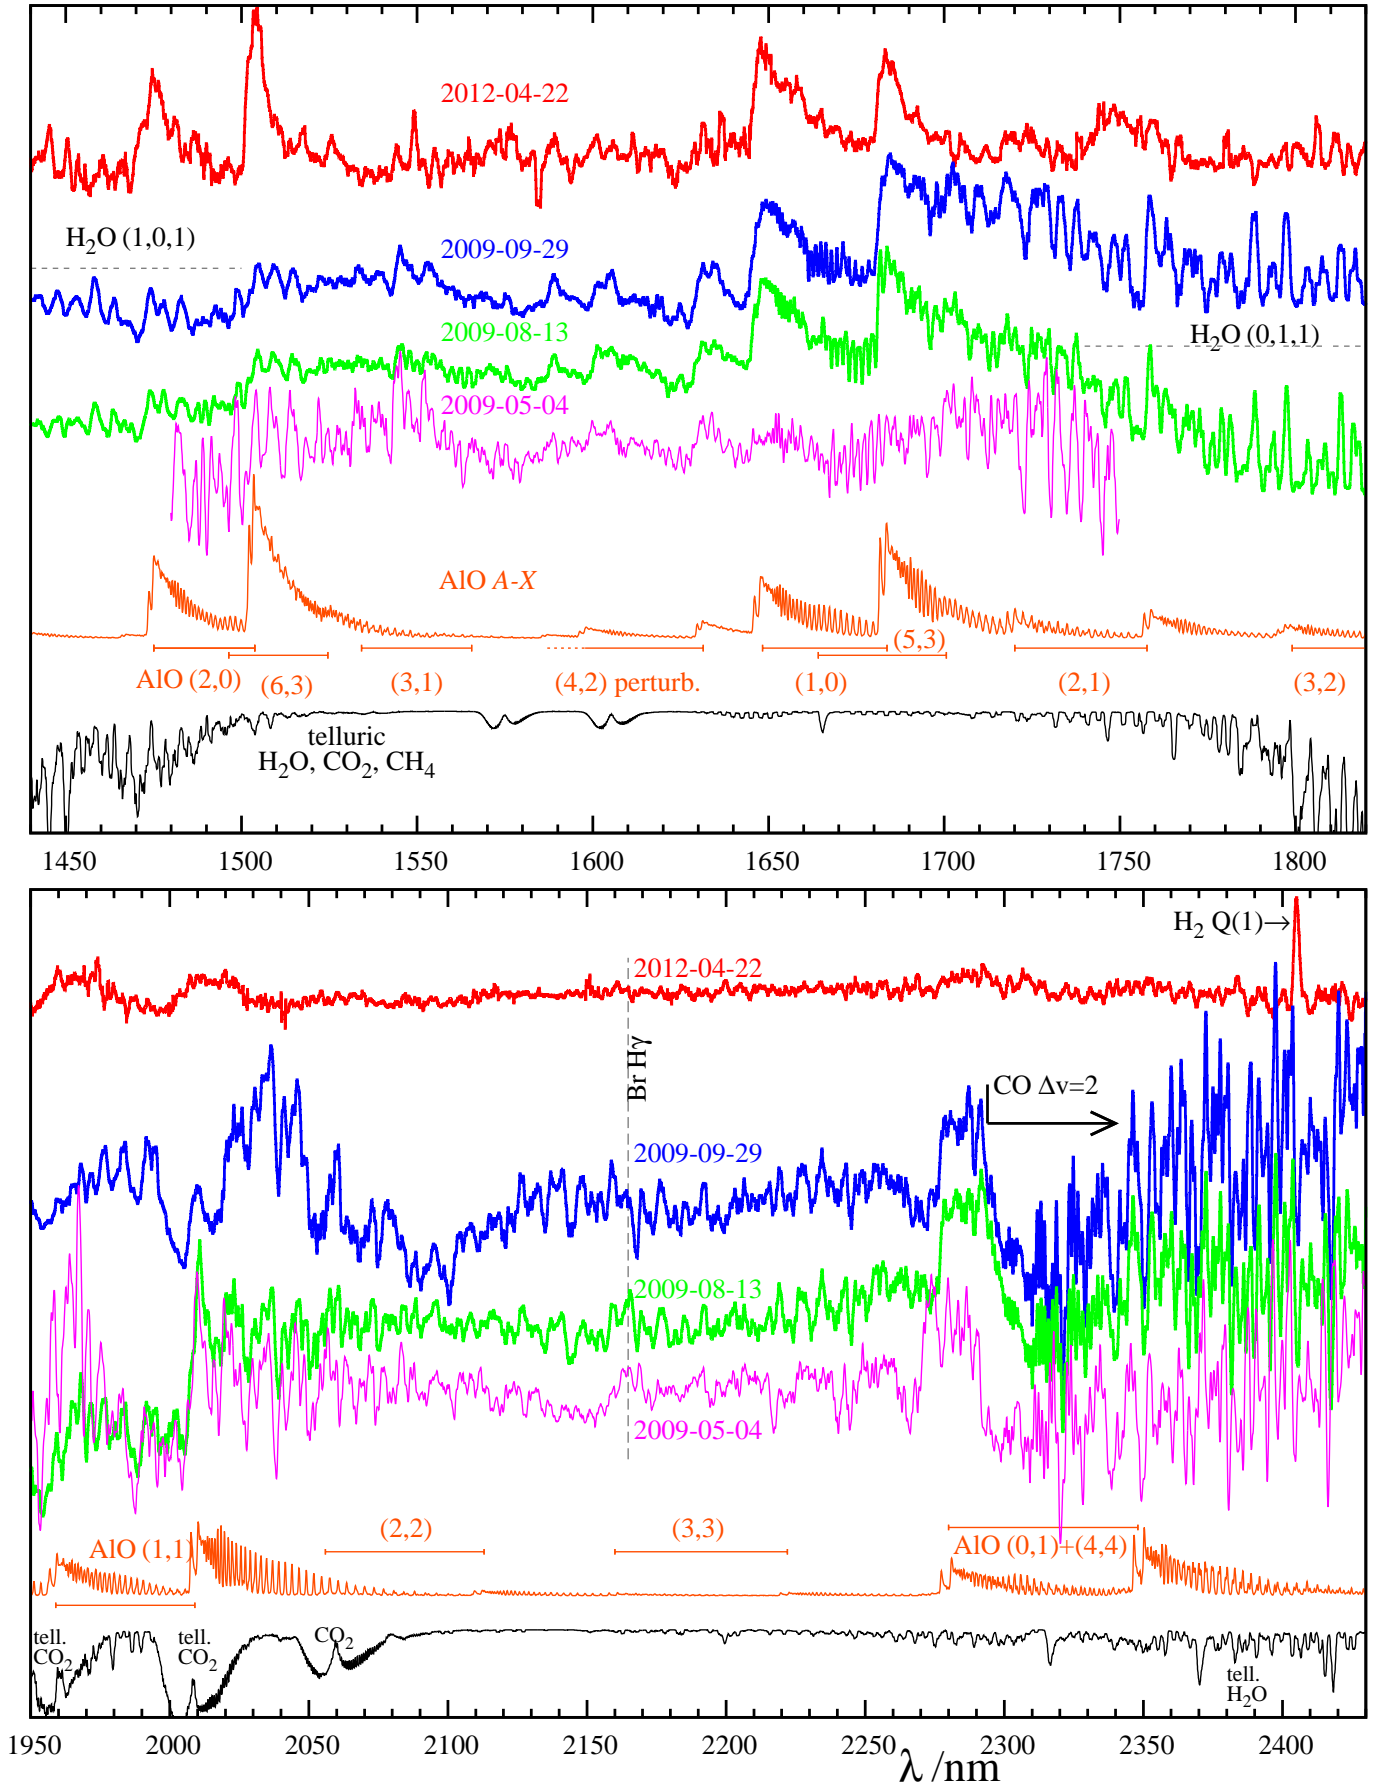 2012-04-22
H₂O (1,0,1)
2009-09-29
2009-08-13
H₂O (0,1,1)
2009-05-04
AlO A-X
(5,3)
AlO (2,0)
(6,3)
(3,1)
(4,2) perturb.
(1,0)
(2,1)
(3,2)
telluric
H₂O, CO₂, CH₄
1450 1500 1550 1600 1650 1700 1750 1800
H₂ Q(1)→
2012-04-22
Br Hγ
CO Δv=2
2009-09-29
2009-08-13
2009-05-04
AlO (1,1)
(2,2)
(3,3)
AlO (0,1)+(4,4)
tell.
CO₂
tell.
CO₂
CO₂
tell.
H₂O
1950 2000 2050 2100 2150 2200 2250 2300 2350 2400
λ /nm